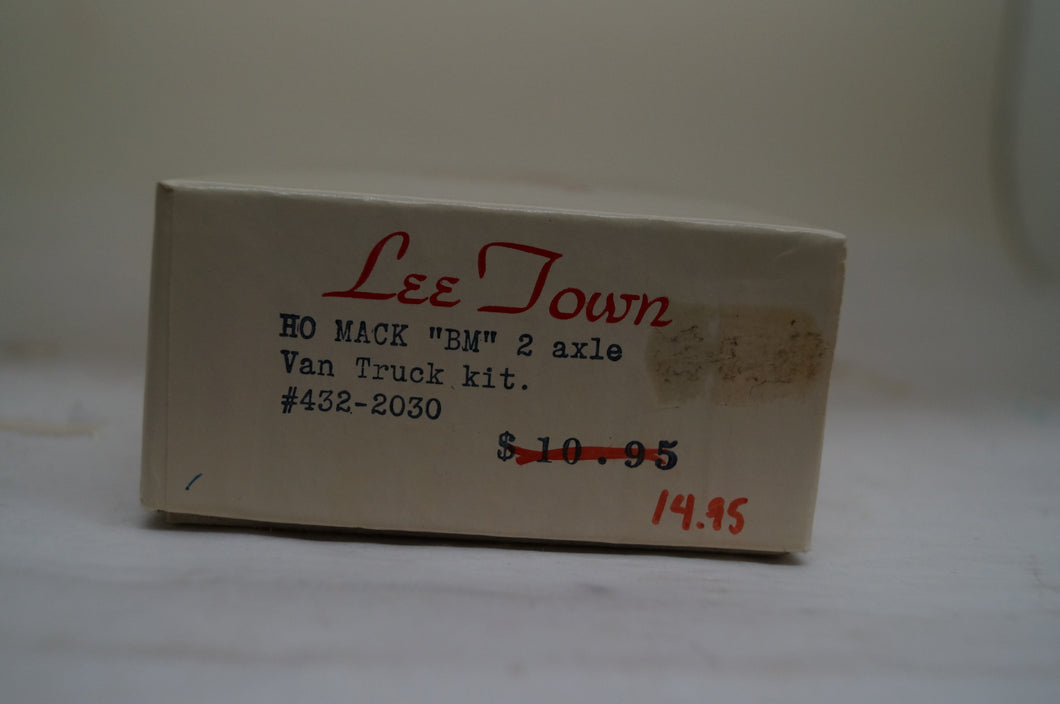 Lee Town
HO MACK "BM" 2 axle
Van Truck kit.
#432-2030
$10.95
14.95